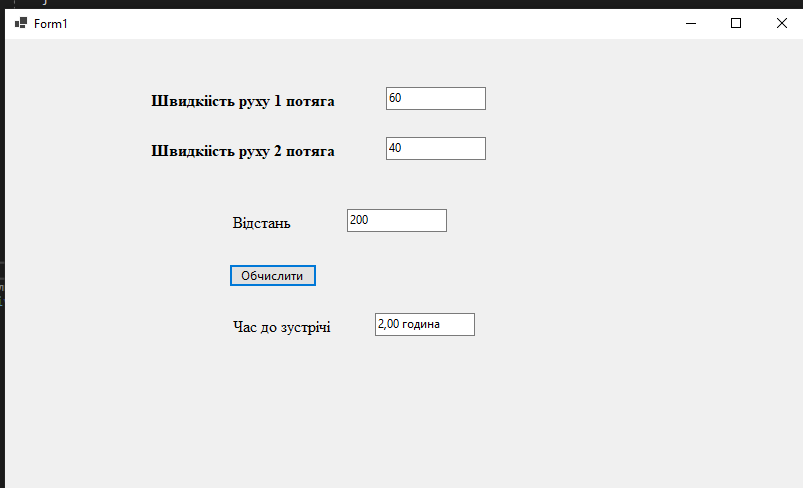 Form1
Швидкіість руху 1 потяга
60
Швидкіість руху 2 потяга
40
Відстань
200
Обчислити
Час до зустрічі
2,00 година